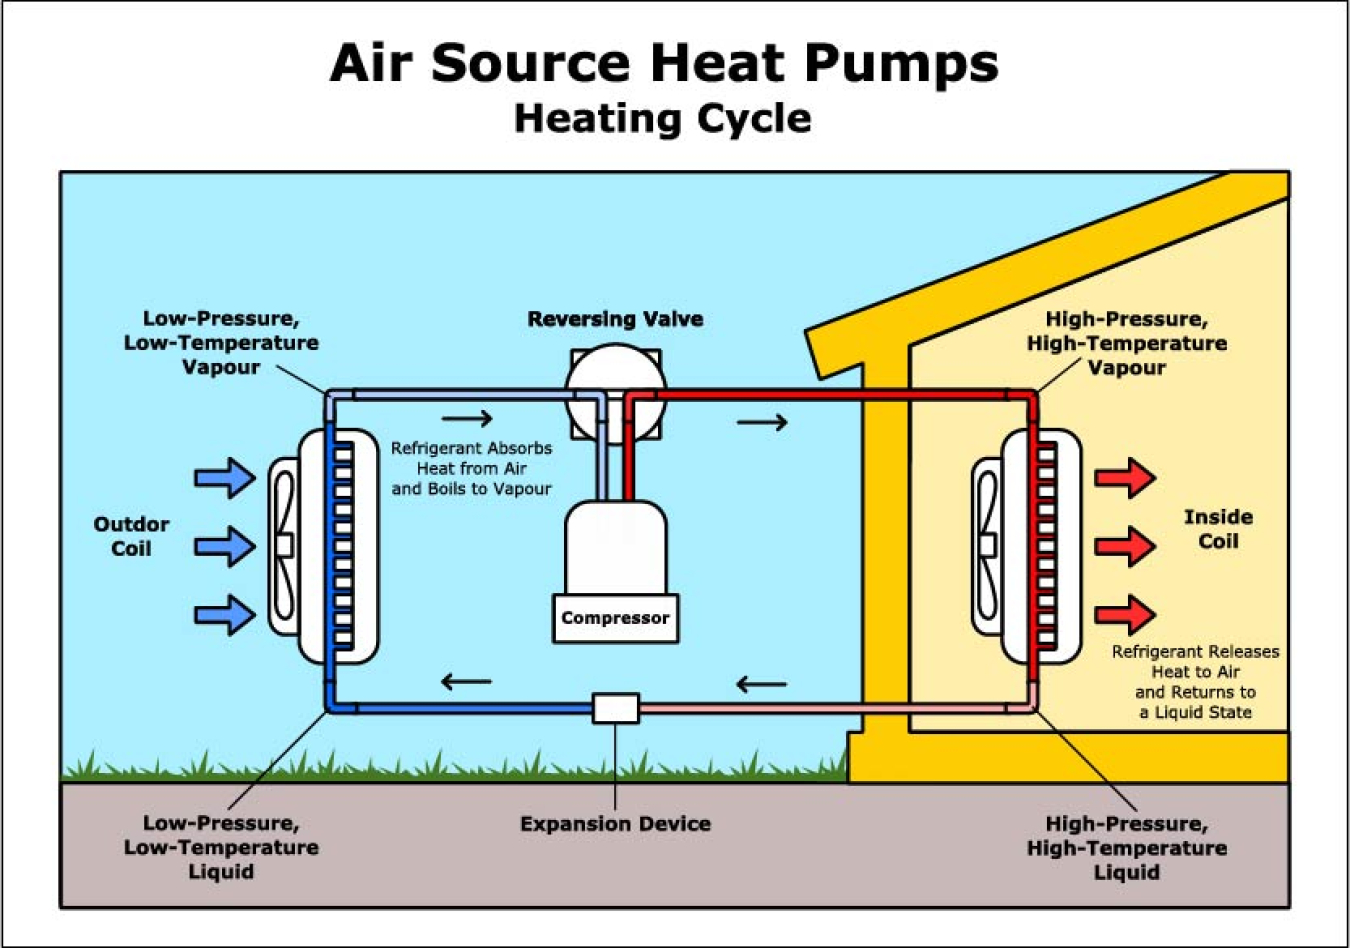 Air Source Heat Pumps
Heating Cycle
Low-Pressure,
Low-Temperature
Vapour
Reversing Valve
High-Pressure,
High-Temperature
Vapour
Refrigerant Absorbs
Heat from Air
and Boils to Vapour
Outdor
Coil
Inside
Coil
Compressor
Refrigerant Releases
Heat to Air
and Returns to
a Liquid State
Low-Pressure,
Low-Temperature
Liquid
Expansion Device
High-Pressure,
High-Temperature
Liquid